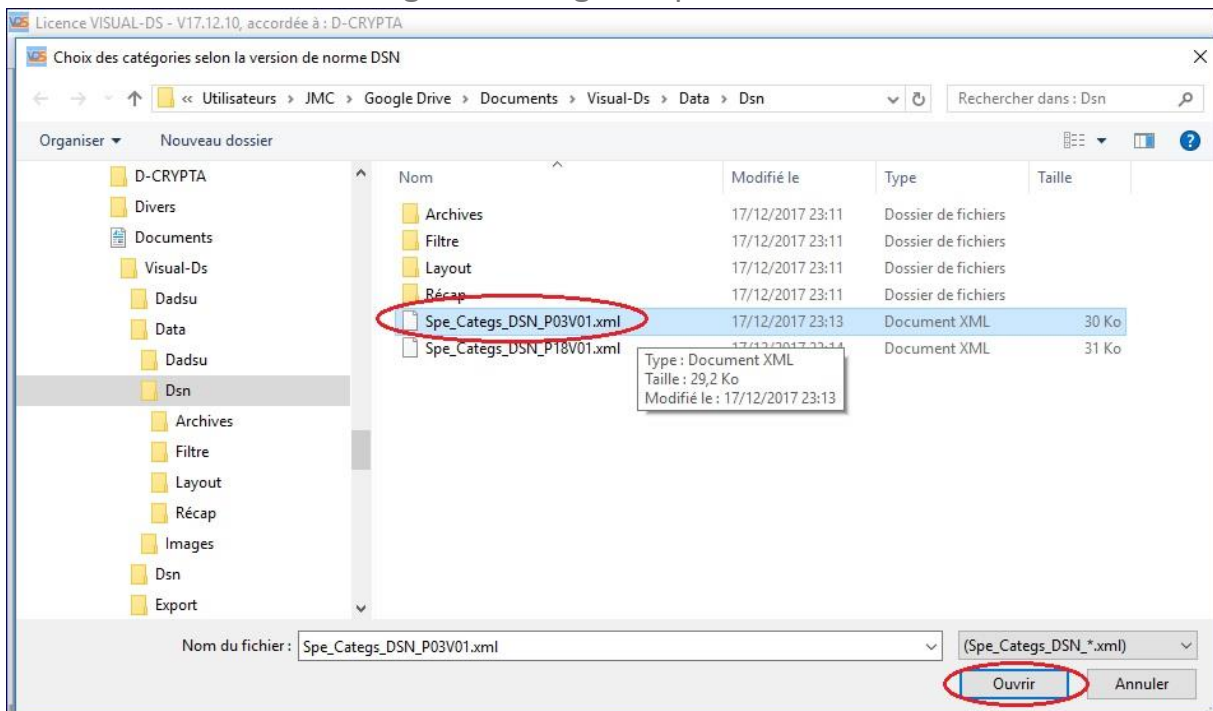 Licence VISUAL-DS - V17.12.10, accordée à : D-CRYPTA
Choix des catégories selon la version de norme DSN
« Utilisateurs > JMC > Google Drive > Documents > Visual-Ds > Data > Dsn
Rechercher dans : Dsn
Organiser Nouveau dossier
D-CRYPTA
Divers
Documents
Visual-Ds
Dadsu
Data
Dadsu
Dsn
Archives
Filtre
Layout
Récap
Images
Dsn
Export
Nom Modifié le Type Taille
Archives 17/12/2017 23:11 Dossier de fichiers
Filtre 17/12/2017 23:11 Dossier de fichiers
Layout 17/12/2017 23:11 Dossier de fichiers
Récap 17/12/2017 23:11 Dossier de fichiers
Spe_Categs_DSN_P03V01.xml 17/12/2017 23:13 Document XML 30 Ko
Spe_Categs_DSN_P18V01.xml 17/12/2017 23:14 Document XML 31 Ko
Type : Document XML
Taille : 29,2 Ko
Modifié le : 17/12/2017 23:13
Nom du fichier : Spe_Categs_DSN_P03V01.xml (Spe_Categs_DSN_*.xml)
Ouvrir Annuler